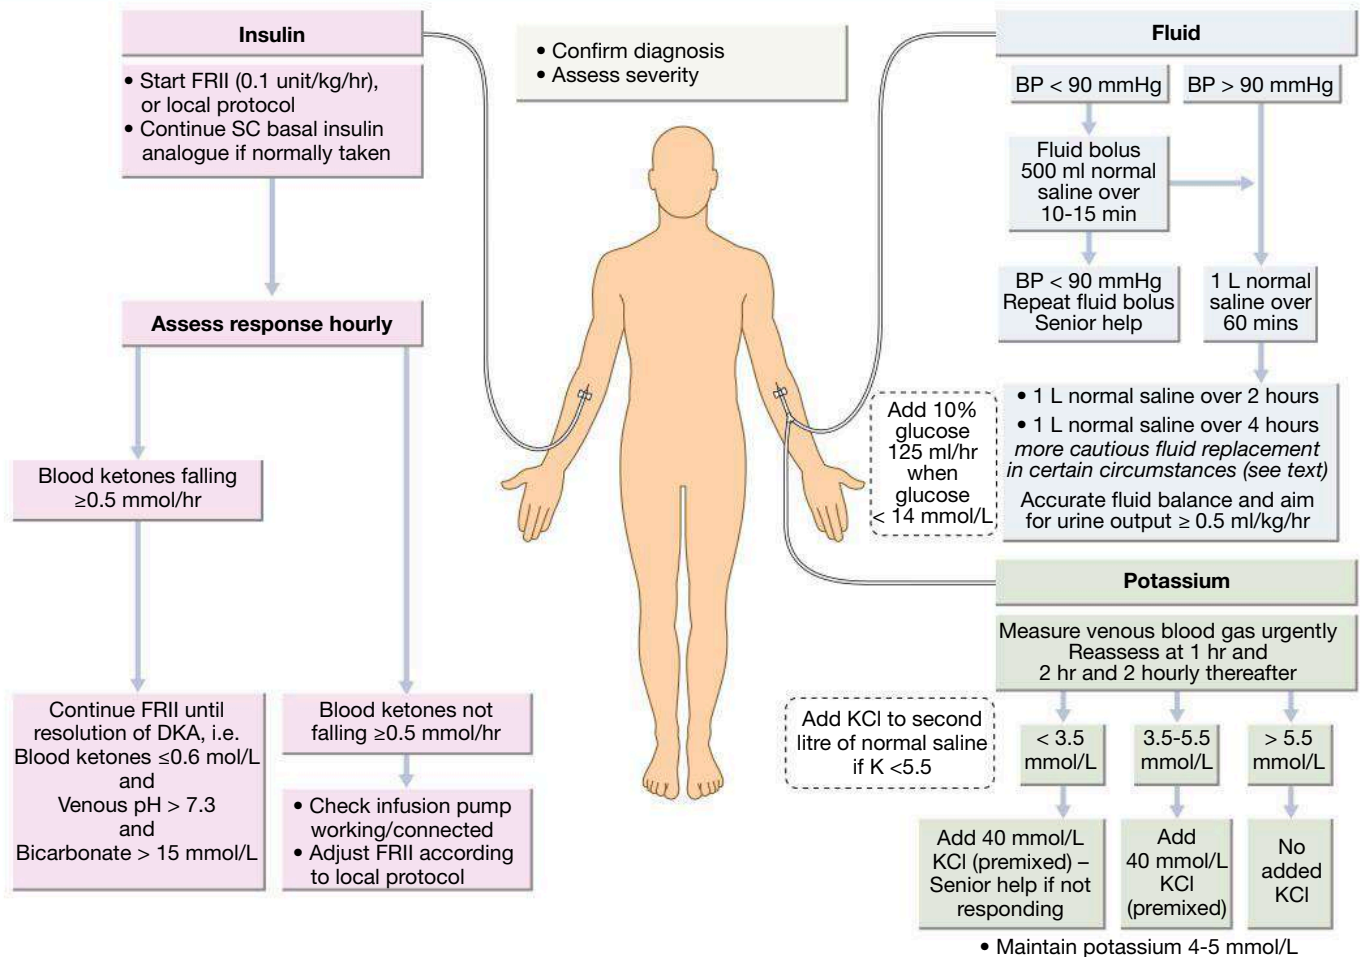 Insulin
• Start FRII (0.1 unit/kg/hr),
or local protocol
• Continue SC basal insulin
analogue if normally taken
Assess response hourly
Blood ketones falling
≥0.5 mmol/hr
Continue FRII until
resolution of DKA, i.e.
Blood ketones ≤0.6 mol/L
and
Venous pH > 7.3
and
Bicarbonate > 15 mmol/L
Blood ketones not
falling ≥0.5 mmol/hr
• Check infusion pump
working/connected
• Adjust FRII according
to local protocol
• Confirm diagnosis
• Assess severity
Fluid
BP < 90 mmHg
BP > 90 mmHg
Fluid bolus
500 ml normal
saline over
10-15 min
BP < 90 mmHg
Repeat fluid bolus
Senior help
1 L normal
saline over
60 mins
• 1 L normal saline over 2 hours
• 1 L normal saline over 4 hours
more cautious fluid replacement
in certain circumstances (see text)
Accurate fluid balance and aim
for urine output ≥ 0.5 ml/kg/hr
Add 10%
glucose
125 ml/hr
when
glucose
< 14 mmol/L
Potassium
Measure venous blood gas urgently
Reassess at 1 hr and
2 hr and 2 hourly thereafter
Add KCl to second
litre of normal saline
if K <5.5
< 3.5
mmol/L
3.5-5.5
mmol/L
> 5.5
mmol/L
Add 40 mmol/L
KCl (premixed) –
Senior help if not
responding
Add
40 mmol/L
KCl
(premixed)
No
added
KCl
• Maintain potassium 4-5 mmol/L